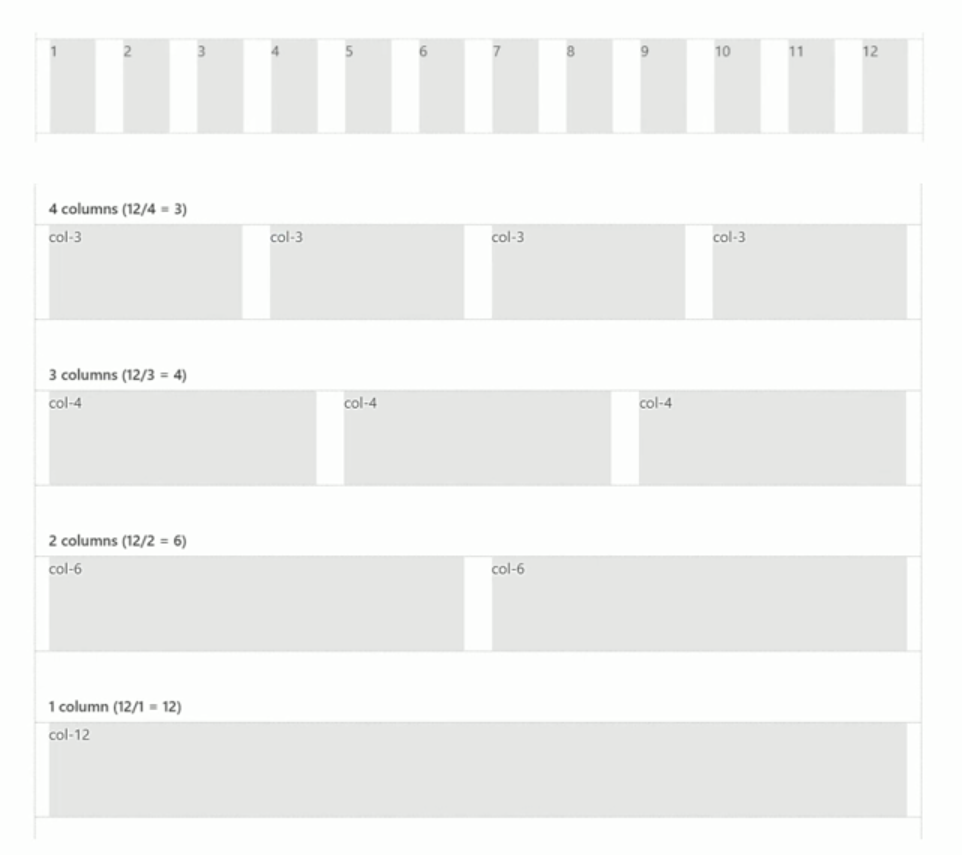 1 2 3 4 5 6 7 8 9 10 11 12
4 columns (12/4 = 3)
col-3 col-3 col-3 col-3
3 columns (12/3 = 4)
col-4 col-4 col-4
2 columns (12/2 = 6)
col-6 col-6
1 column (12/1 = 12)
col-12